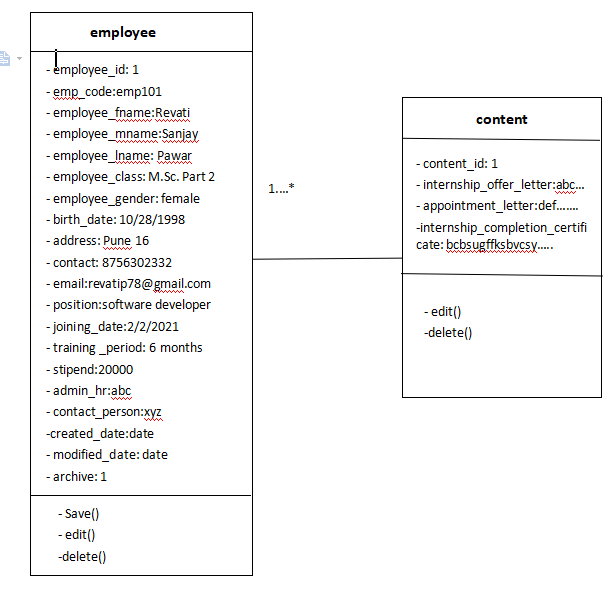 employee
- employee_id: 1
- emp_code:emp101
- employee_fname:Revati
- employee_mname:Sanjay
- employee_lname: Pawar
- employee_class: M.Sc. Part 2
- employee_gender: female
- birth_date: 10/28/1998
- address: Pune 16
- contact: 8756302332
- email:revatip78@gmail.com
- position:software developer
- joining_date:2/2/2021
- training _period: 6 months
- stipend:20000
- admin_hr:abc
- contact_person:xyz
-created_date:date
- modified_date: date
- archive: 1
- Save()
- edit()
-delete()
1....*
content
- content_id: 1
- internship_offer_letter:abc...
- appointment_letter:def.......
-internship_completion_certifi
cate: bcbsugffksbvcsy.....
- edit()
-delete()